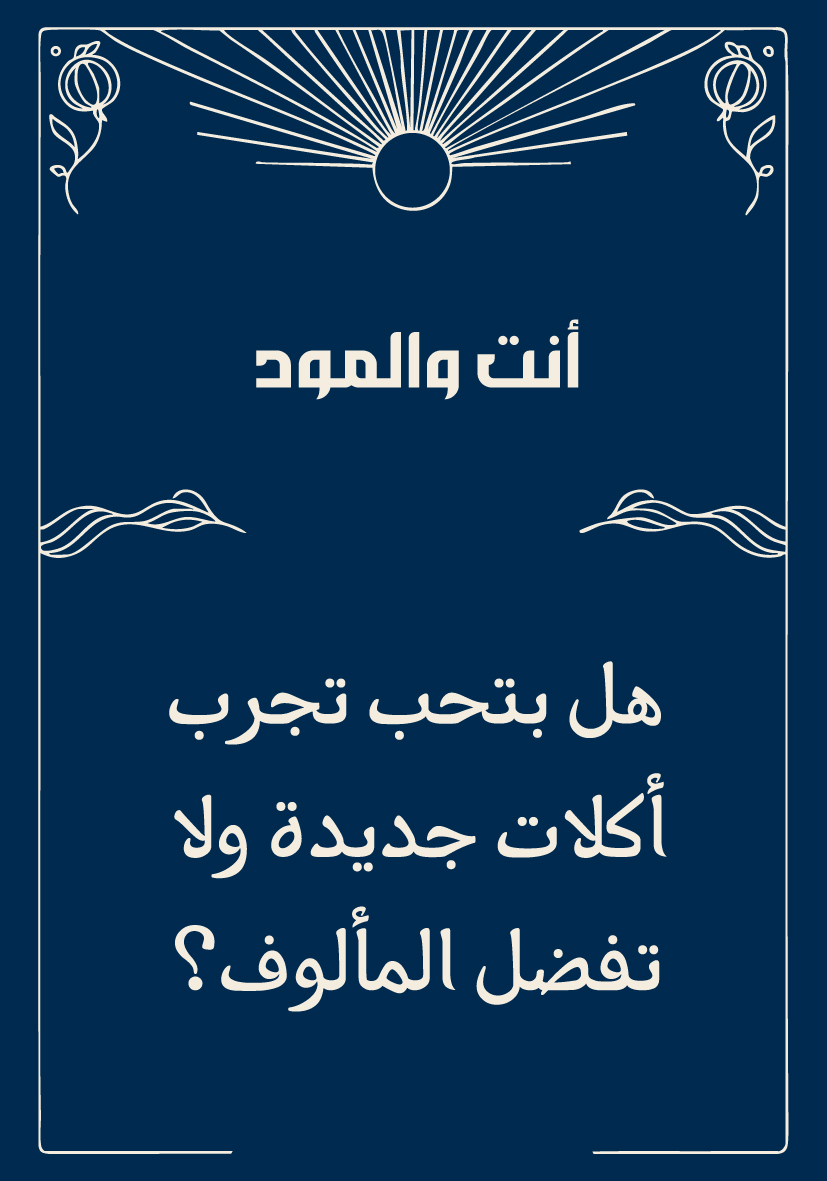 أنت والمود
هل بتحب تجرب
أكلات جديدة ولا
تفضل المألوف؟